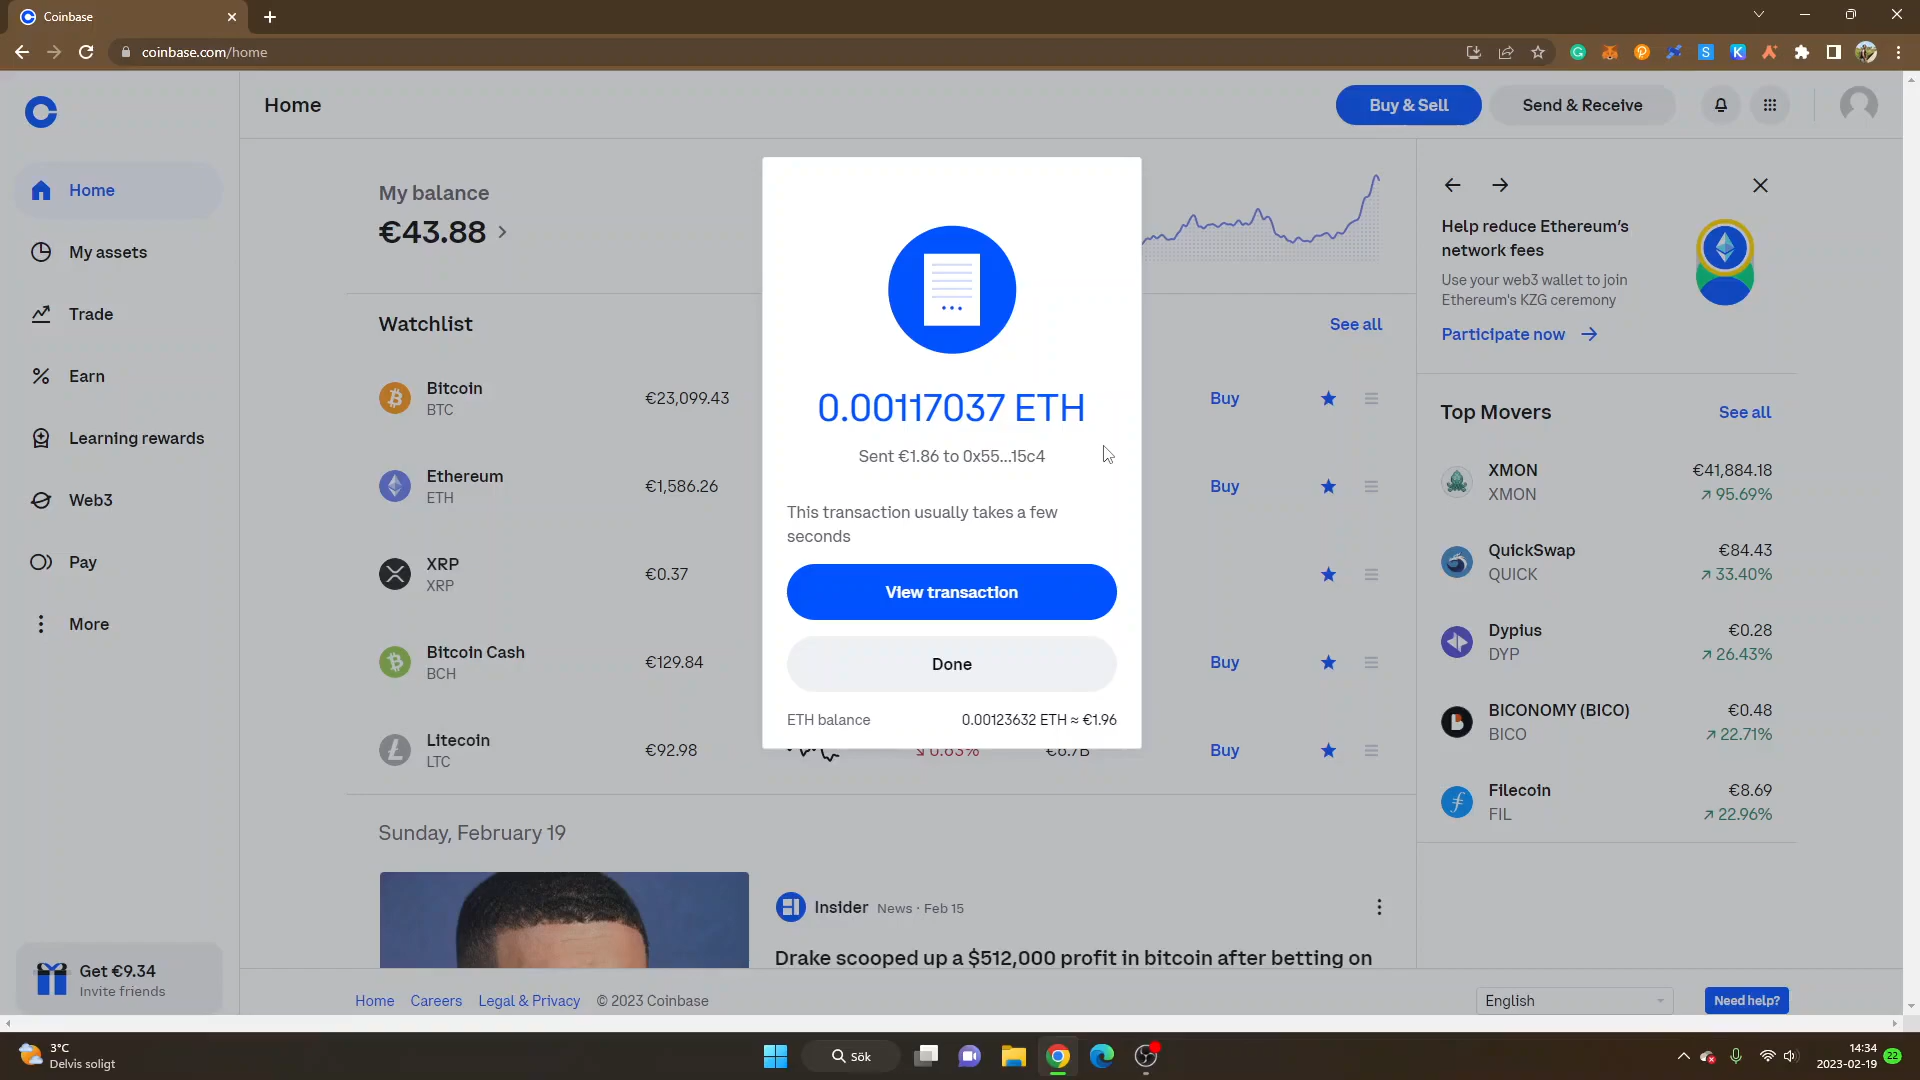 Coinbase
coinbase.com/home
Home
Buy & Sell
Send & Receive
Home
My assets
Trade
Earn
Learning rewards
Web3
Pay
More
Get €9.34
Invite friends
My balance
€43.88
Watchlist
See all
Bitcoin
BTC
€23,099.43
Buy
Ethereum
ETH
€1,586.26
Buy
XRP
XRP
€0.37
Bitcoin Cash
BCH
€129.84
Buy
Litecoin
LTC
€92.98
↘ 0.63%
€6.7B
Buy
0.00117037 ETH
Sent €1.86 to 0x55...15c4
This transaction usually takes a few
seconds
View transaction
Done
ETH balance
0.00123632 ETH ≈ €1.96
Help reduce Ethereum's
network fees
Use your web3 wallet to join
Ethereum's KZG ceremony
Participate now
Top Movers
See all
XMON
XMON
€41,884.18
↗ 95.69%
QuickSwap
QUICK
€84.43
↗ 33.40%
Dypius
DYP
€0.28
↗ 26.43%
BICONOMY (BICO)
BICO
€0.48
↗ 22.71%
Filecoin
FIL
€8.69
↗ 22.96%
Sunday, February 19
Insider News · Feb 15
Drake scooped up a $512,000 profit in bitcoin after betting on
Home Careers Legal & Privacy © 2023 Coinbase
English
Need help?
3°C
Delvis soligt
Sök
14:34
2023-02-19
22